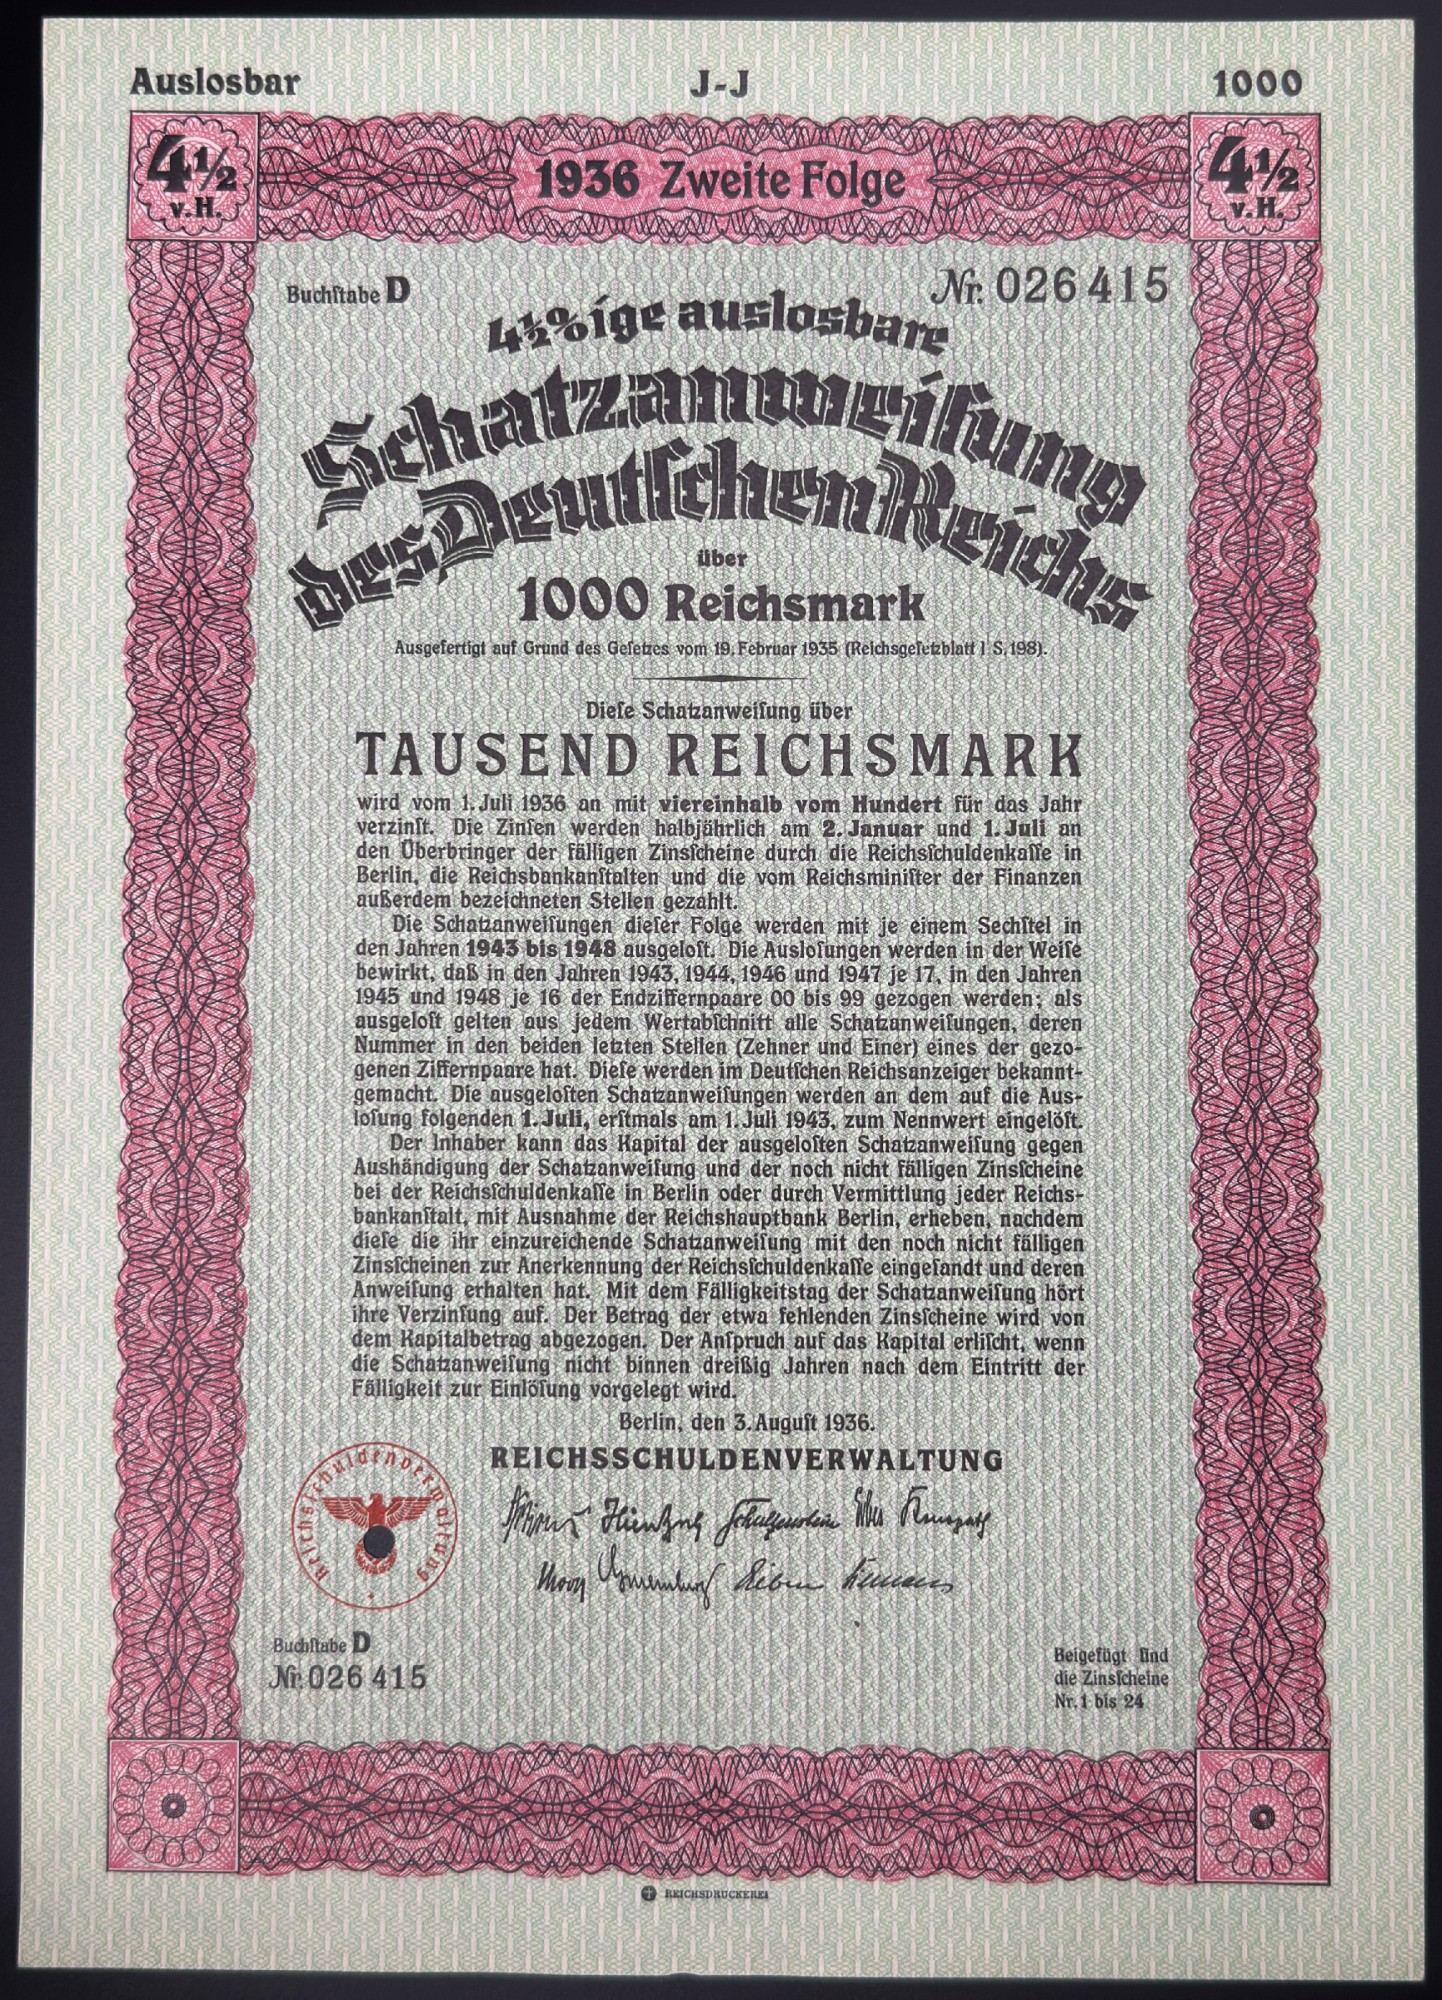 Auslosbar J-J 1000
4½ v.H. 1936 Zweite Folge 4½ v.H.
Buchſtabe D Nr. 026415
4½%ige auslosbare
Schatzanweiſung
des Deutſchen Reichs
über
1000 Reichsmark
Ausgefertigt auf Grund des Geſetzes vom 19. Februar 1935 (Reichsgeſetzblatt I S. 198).
Dieſe Schatzanweiſung über
TAUSEND REICHSMARK
wird vom 1. Juli 1936 an mit viereinhalb vom Hundert für das Jahr
verzinſt. Die Zinſen werden halbjährlich am 2. Januar und 1. Juli an
den Überbringer der fälligen Zinsſcheine durch die Reichsſchuldenkaſſe in
Berlin, die Reichsbankanſtalten und die vom Reichsminiſter der Finanzen
außerdem bezeichneten Stellen gezahlt.
Die Schatzanweiſungen dieſer Folge werden mit je einem Sechſtel in
den Jahren 1943 bis 1948 ausgeloſt. Die Ausloſungen werden in der Weiſe
bewirkt, daß in den Jahren 1943, 1944, 1946 und 1947 je 17, in den Jahren
1945 und 1948 je 16 der Endziffernpaare 00 bis 99 gezogen werden; als
ausgeloſt gelten aus jedem Wertabſchnitt alle Schatzanweiſungen, deren
Nummer in den beiden letzten Stellen (Zehner und Einer) eines der gezo-
genen Ziffernpaare hat. Dieſe werden im Deutſchen Reichsanzeiger bekannt-
gemacht. Die ausgeloſten Schatzanweiſungen werden an dem auf die Aus-
loſung folgenden 1. Juli, erſtmals am 1. Juli 1943, zum Nennwert eingelöſt.
Der Inhaber kann das Kapital der ausgeloſten Schatzanweiſung gegen
Aushändigung der Schatzanweiſung und der noch nicht fälligen Zinsſcheine
bei der Reichsſchuldenkaſſe in Berlin oder durch Vermittlung jeder Reichs-
bankanſtalt, mit Ausnahme der Reichshauptbank Berlin, erheben, nachdem
dieſe die ihr einzureichende Schatzanweiſung mit den noch nicht fälligen
Zinsſcheinen zur Anerkennung der Reichsſchuldenkaſſe eingeſandt und deren
Anweiſung erhalten hat. Mit dem Fälligkeitstag der Schatzanweiſung hört
ihre Verzinſung auf. Der Betrag der etwa fehlenden Zinsſcheine wird von
dem Kapitalbetrag abgezogen. Der Anſpruch auf das Kapital erliſcht, wenn
die Schatzanweiſung nicht binnen dreißig Jahren nach dem Eintritt der
Fälligkeit zur Einlöſung vorgelegt wird.
Berlin, den 3. Auguſt 1936.
REICHSSCHULDENVERWALTUNG
Reichsſchuldenverwaltung
Buchſtabe D
Nr. 026415
Beigefügt ſind
die Zinsſcheine
Nr. 1 bis 24
REICHSDRUCKEREI